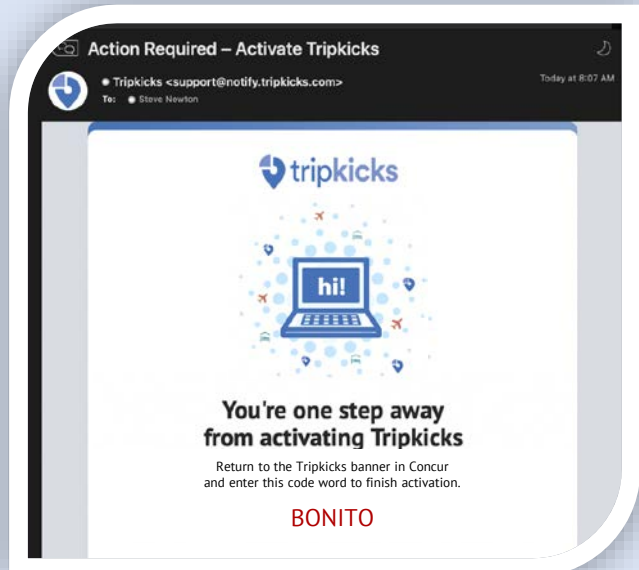 Action Required – Activate Tripkicks
Tripkicks <support@notify.tripkicks.com>
Today at 8:07 AM
To: Steve Newton
tripkicks
hi!
You're one step away
from activating Tripkicks
Return to the Tripkicks banner in Concur
and enter this code word to finish activation.
BONITO